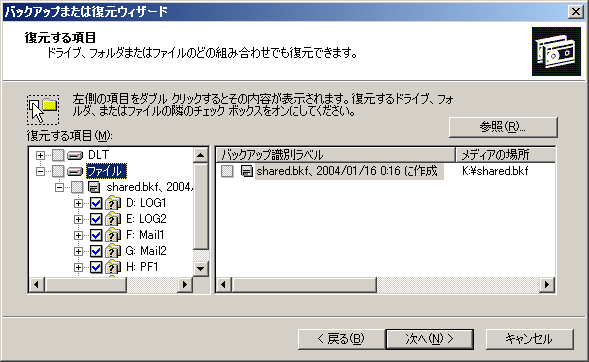 バックアップまたは復元ウィザード
復元する項目
ドライブ、フォルダまたはファイルのどの組み合わせでも復元できます。
左側の項目をダブル クリックするとその内容が表示されます。復元するドライブ、フォ
ルダ、またはファイルの隣のチェック ボックスをオンにしてください。
参照(R)...
復元する項目(M):
DLT
ファイル
shared.bkf、2004
D: LOG1
E: LOG2
F: Mail1
G: Mail2
H: PF1
バックアップ識別ラベル メディアの場所
shared.bkf、2004/01/16 0:16 に作成 K:¥shared.bkf
< 戻る(B) 次へ(N) > キャンセル